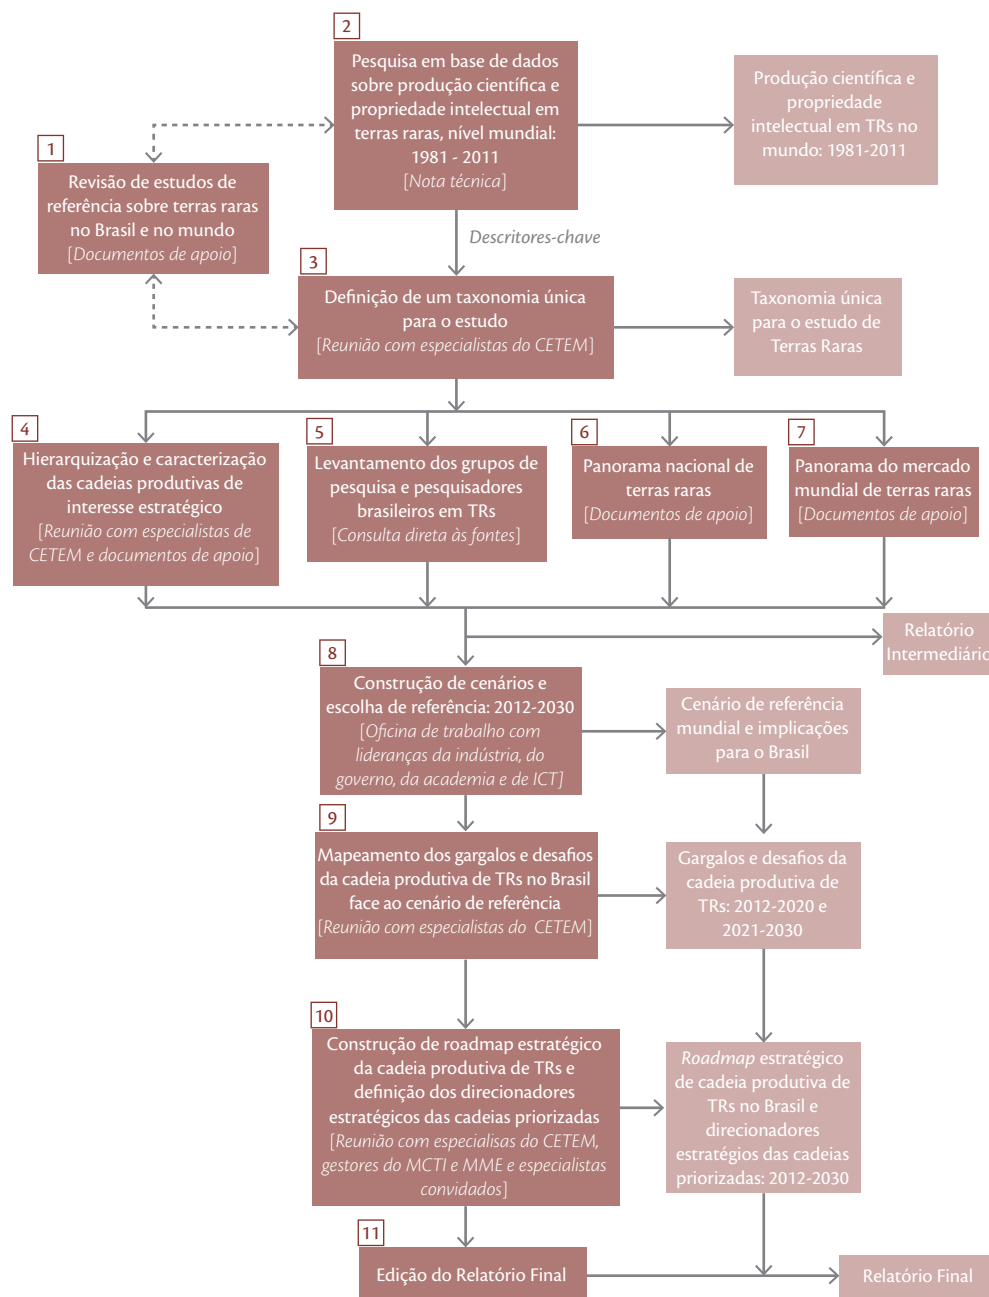 2
Pesquisa em base de dados
sobre produção científica e
propriedade intelectual em
terras raras, nível mundial:
1981 - 2011
[Nota técnica]
Produção científica e
propriedade
intelectual em TRs no
mundo: 1981-2011
1
Revisão de estudos de
referência sobre terras raras
no Brasil e no mundo
[Documentos de apoio]
Descritores-chave
3
Definição de um taxonomia única
para o estudo
[Reunião com especialistas do CETEM]
Taxonomia única
para o estudo de
Terras Raras
4
Hierarquização e caracterização
das cadeias produtivas de
interesse estratégico
[Reunião com especialistas de
CETEM e documentos de apoio]
5
Levantamento dos grupos de
pesquisa e pesquisadores
brasileiros em TRs
[Consulta direta às fontes]
6
Panorama nacional de
terras raras
[Documentos de apoio]
7
Panorama do mercado
mundial de terras raras
[Documentos de apoio]
Relatório
Intermediário
8
Construção de cenários e
escolha de referência: 2012-2030
[Oficina de trabalho com
lideranças da indústria, do
governo, da academia e de ICT]
Cenário de referência
mundial e implicações
para o Brasil
9
Mapeamento dos gargalos e desafios
da cadeia produtiva de TRs no Brasil
face ao cenário de referência
[Reunião com especialistas do CETEM]
Gargalos e desafios da
cadeia produtiva de
TRs: 2012-2020 e
2021-2030
10
Construção de roadmap estratégico
da cadeia produtiva de TRs e
definição dos direcionadores
estratégicos das cadeias priorizadas
[Reunião com especialisas do CETEM,
gestores do MCTI e MME e especialistas
convidados]
Roadmap estratégico
de cadeia produtiva de
TRs no Brasil e
direcionadores
estratégios das cadeias
priorizadas: 2012-2030
11
Edição do Relatório Final
Relatório Final